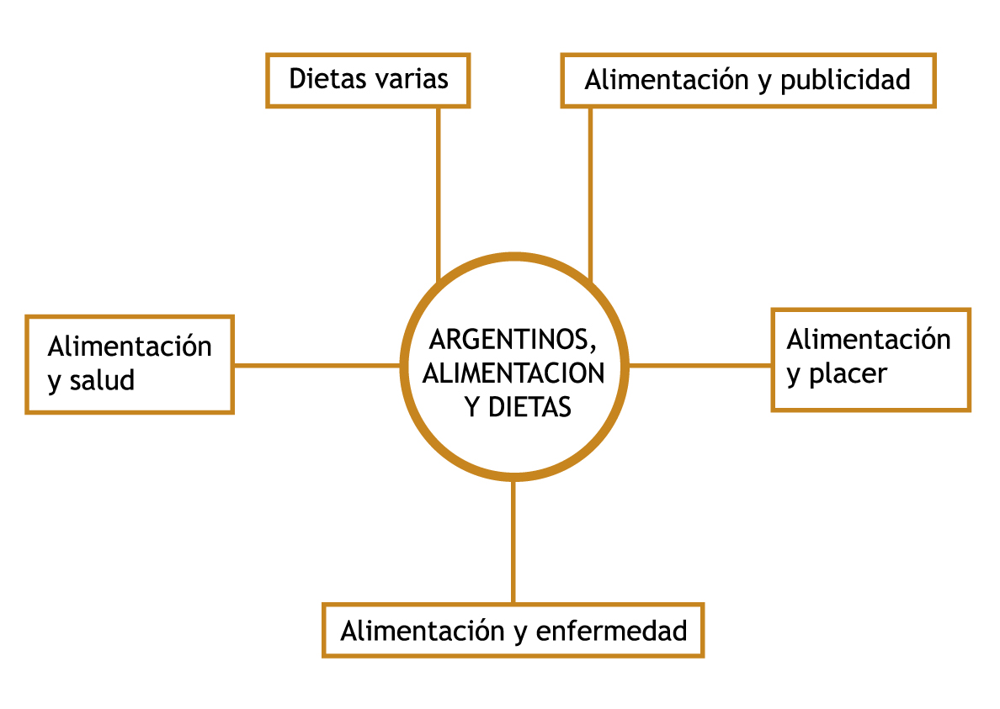 Dietas varias
Alimentación y publicidad
Alimentación
y salud
ARGENTINOS,
ALIMENTACION
Y DIETAS
Alimentación
y placer
Alimentación y enfermedad